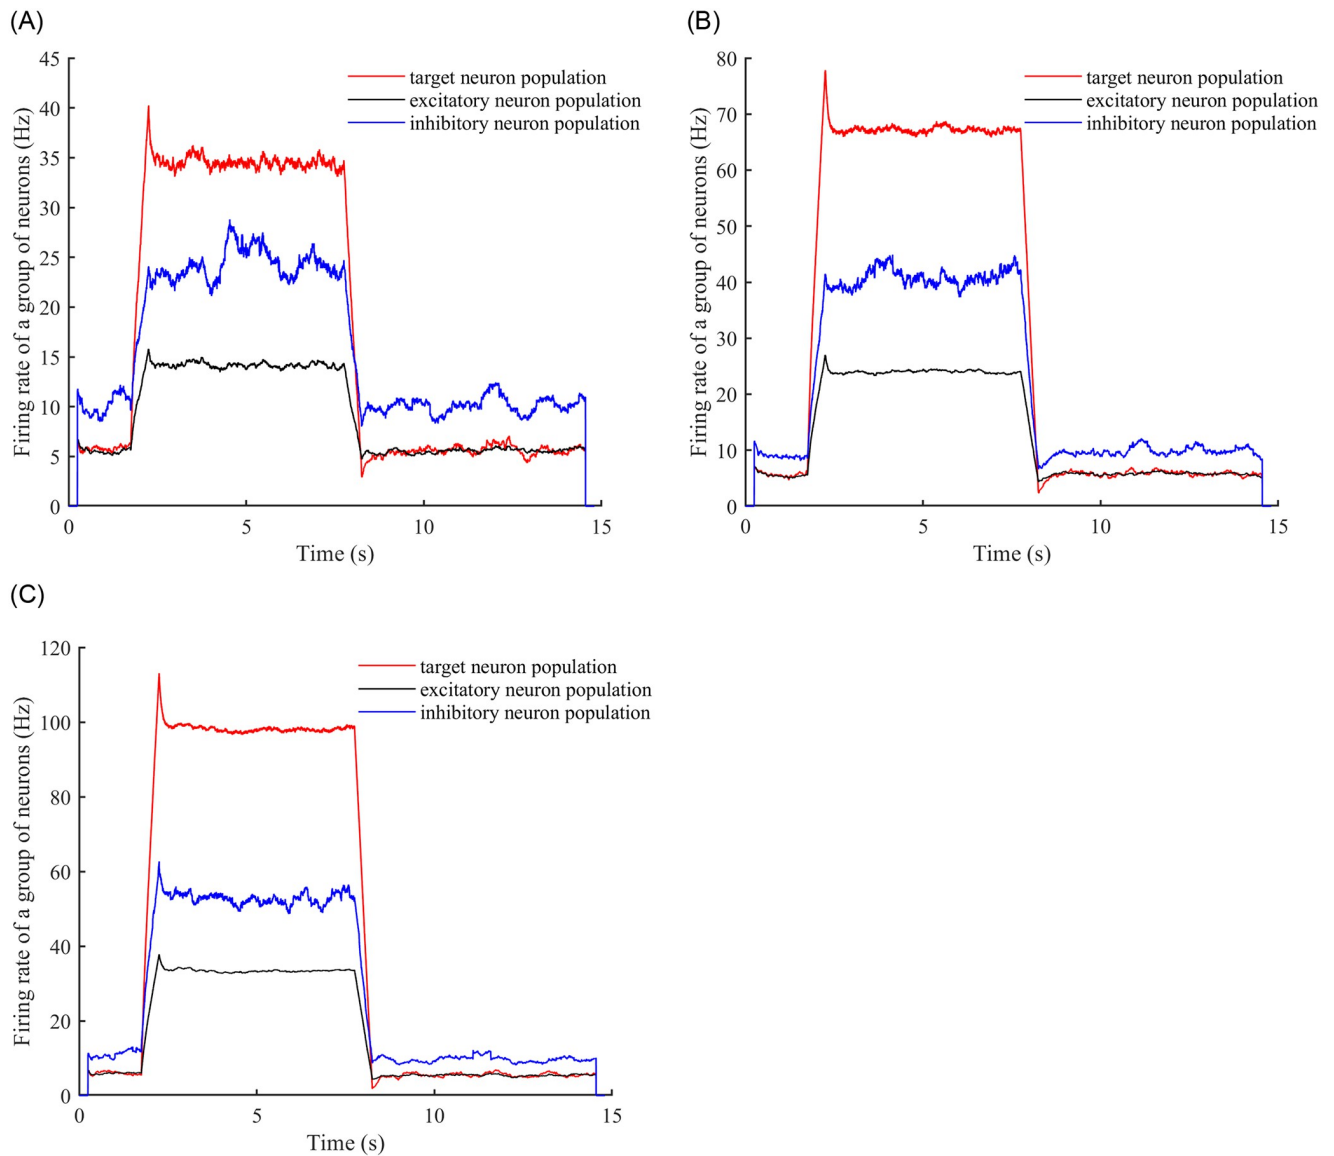 (A)
Firing rate of a group of neurons (Hz)
45
40
35
30
25
20
15
10
5
0
target neuron population
excitatory neuron population
inhibitory neuron population
0 5 10 15
Time (s)
(B)
Firing rate of a group of neurons (Hz)
80
70
60
50
40
30
20
10
0
target neuron population
excitatory neuron population
inhibitory neuron population
0 5 10 15
Time (s)
(C)
Firing rate of a group of neurons (Hz)
120
100
80
60
40
20
0
target neuron population
excitatory neuron population
inhibitory neuron population
0 5 10 15
Time (s)